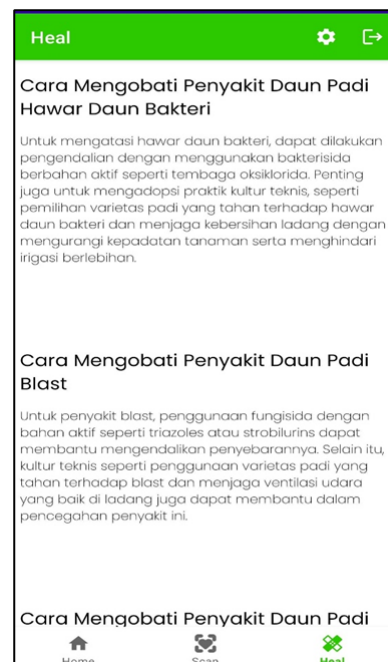 Heal
Cara Mengobati Penyakit Daun Padi
Hawar Daun Bakteri
Untuk mengatasi hawar daun bakteri, dapat dilakukan
pengendalian dengan menggunakan bakterisida
berbahan aktif seperti tembaga oksiklorida. Penting
juga untuk mengadopsi praktik kultur teknis, seperti
pemilihan varietas padi yang tahan terhadap hawar
daun bakteri dan menjaga kebersihan ladang dengan
mengurangi kepadatan tanaman serta menghindari
irigasi berlebihan.
Cara Mengobati Penyakit Daun Padi
Blast
Untuk penyakit blast, penggunaan fungisida dengan
bahan aktif seperti triazoles atau strobilurins dapat
membantu mengendalikan penyebarannya. Selain itu,
kultur teknis seperti penggunaan varietas padi yang
tahan terhadap blast dan menjaga ventilasi udara
yang baik di ladang juga dapat membantu dalam
pencegahan penyakit ini.
Cara Mengobati Penyakit Daun Padi
Home Scan Heal